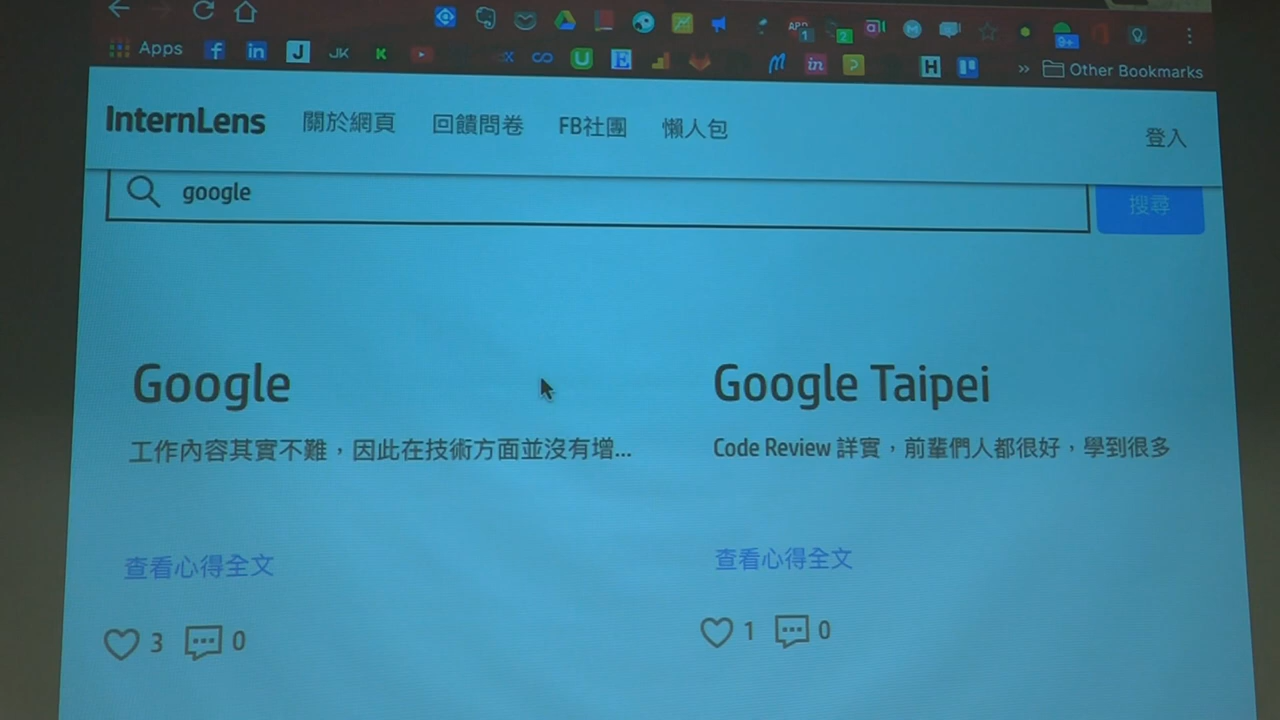 Apps
Other Bookmarks
InternLens 關於網頁 回饋問卷 FB社團 懶人包 登入
google 搜尋
Google
工作內容其實不難，因此在技術方面並沒有增...
查看心得全文
3 0
Google Taipei
Code Review 詳實，前輩們人都很好，學到很多
查看心得全文
1 0